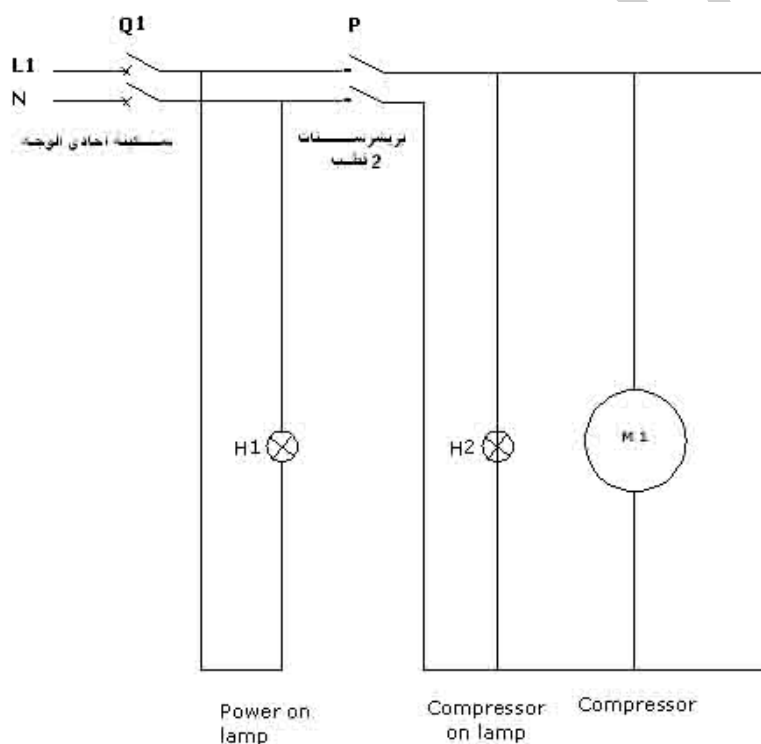 Q1 P
L1
N
سكينة احادي الوجه
بريشرستات
2 قطب
H1
H2
M 1
Power on
lamp
Compressor
on lamp
Compressor